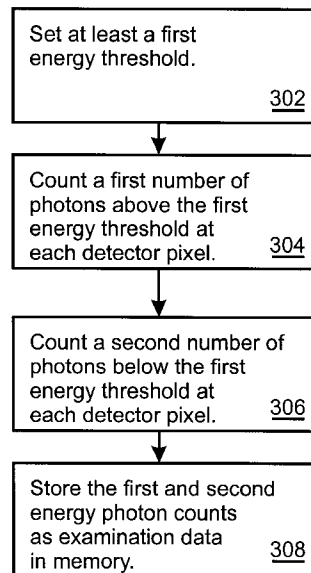 Set at least a first
energy threshold.
302
Count a first number of
photons above the first
energy threshold at
each detector pixel.
304
Count a second number of
photons below the first
energy threshold at
each detector pixel.
306
Store the first and second
energy photon counts
as examination data
in memory.
308